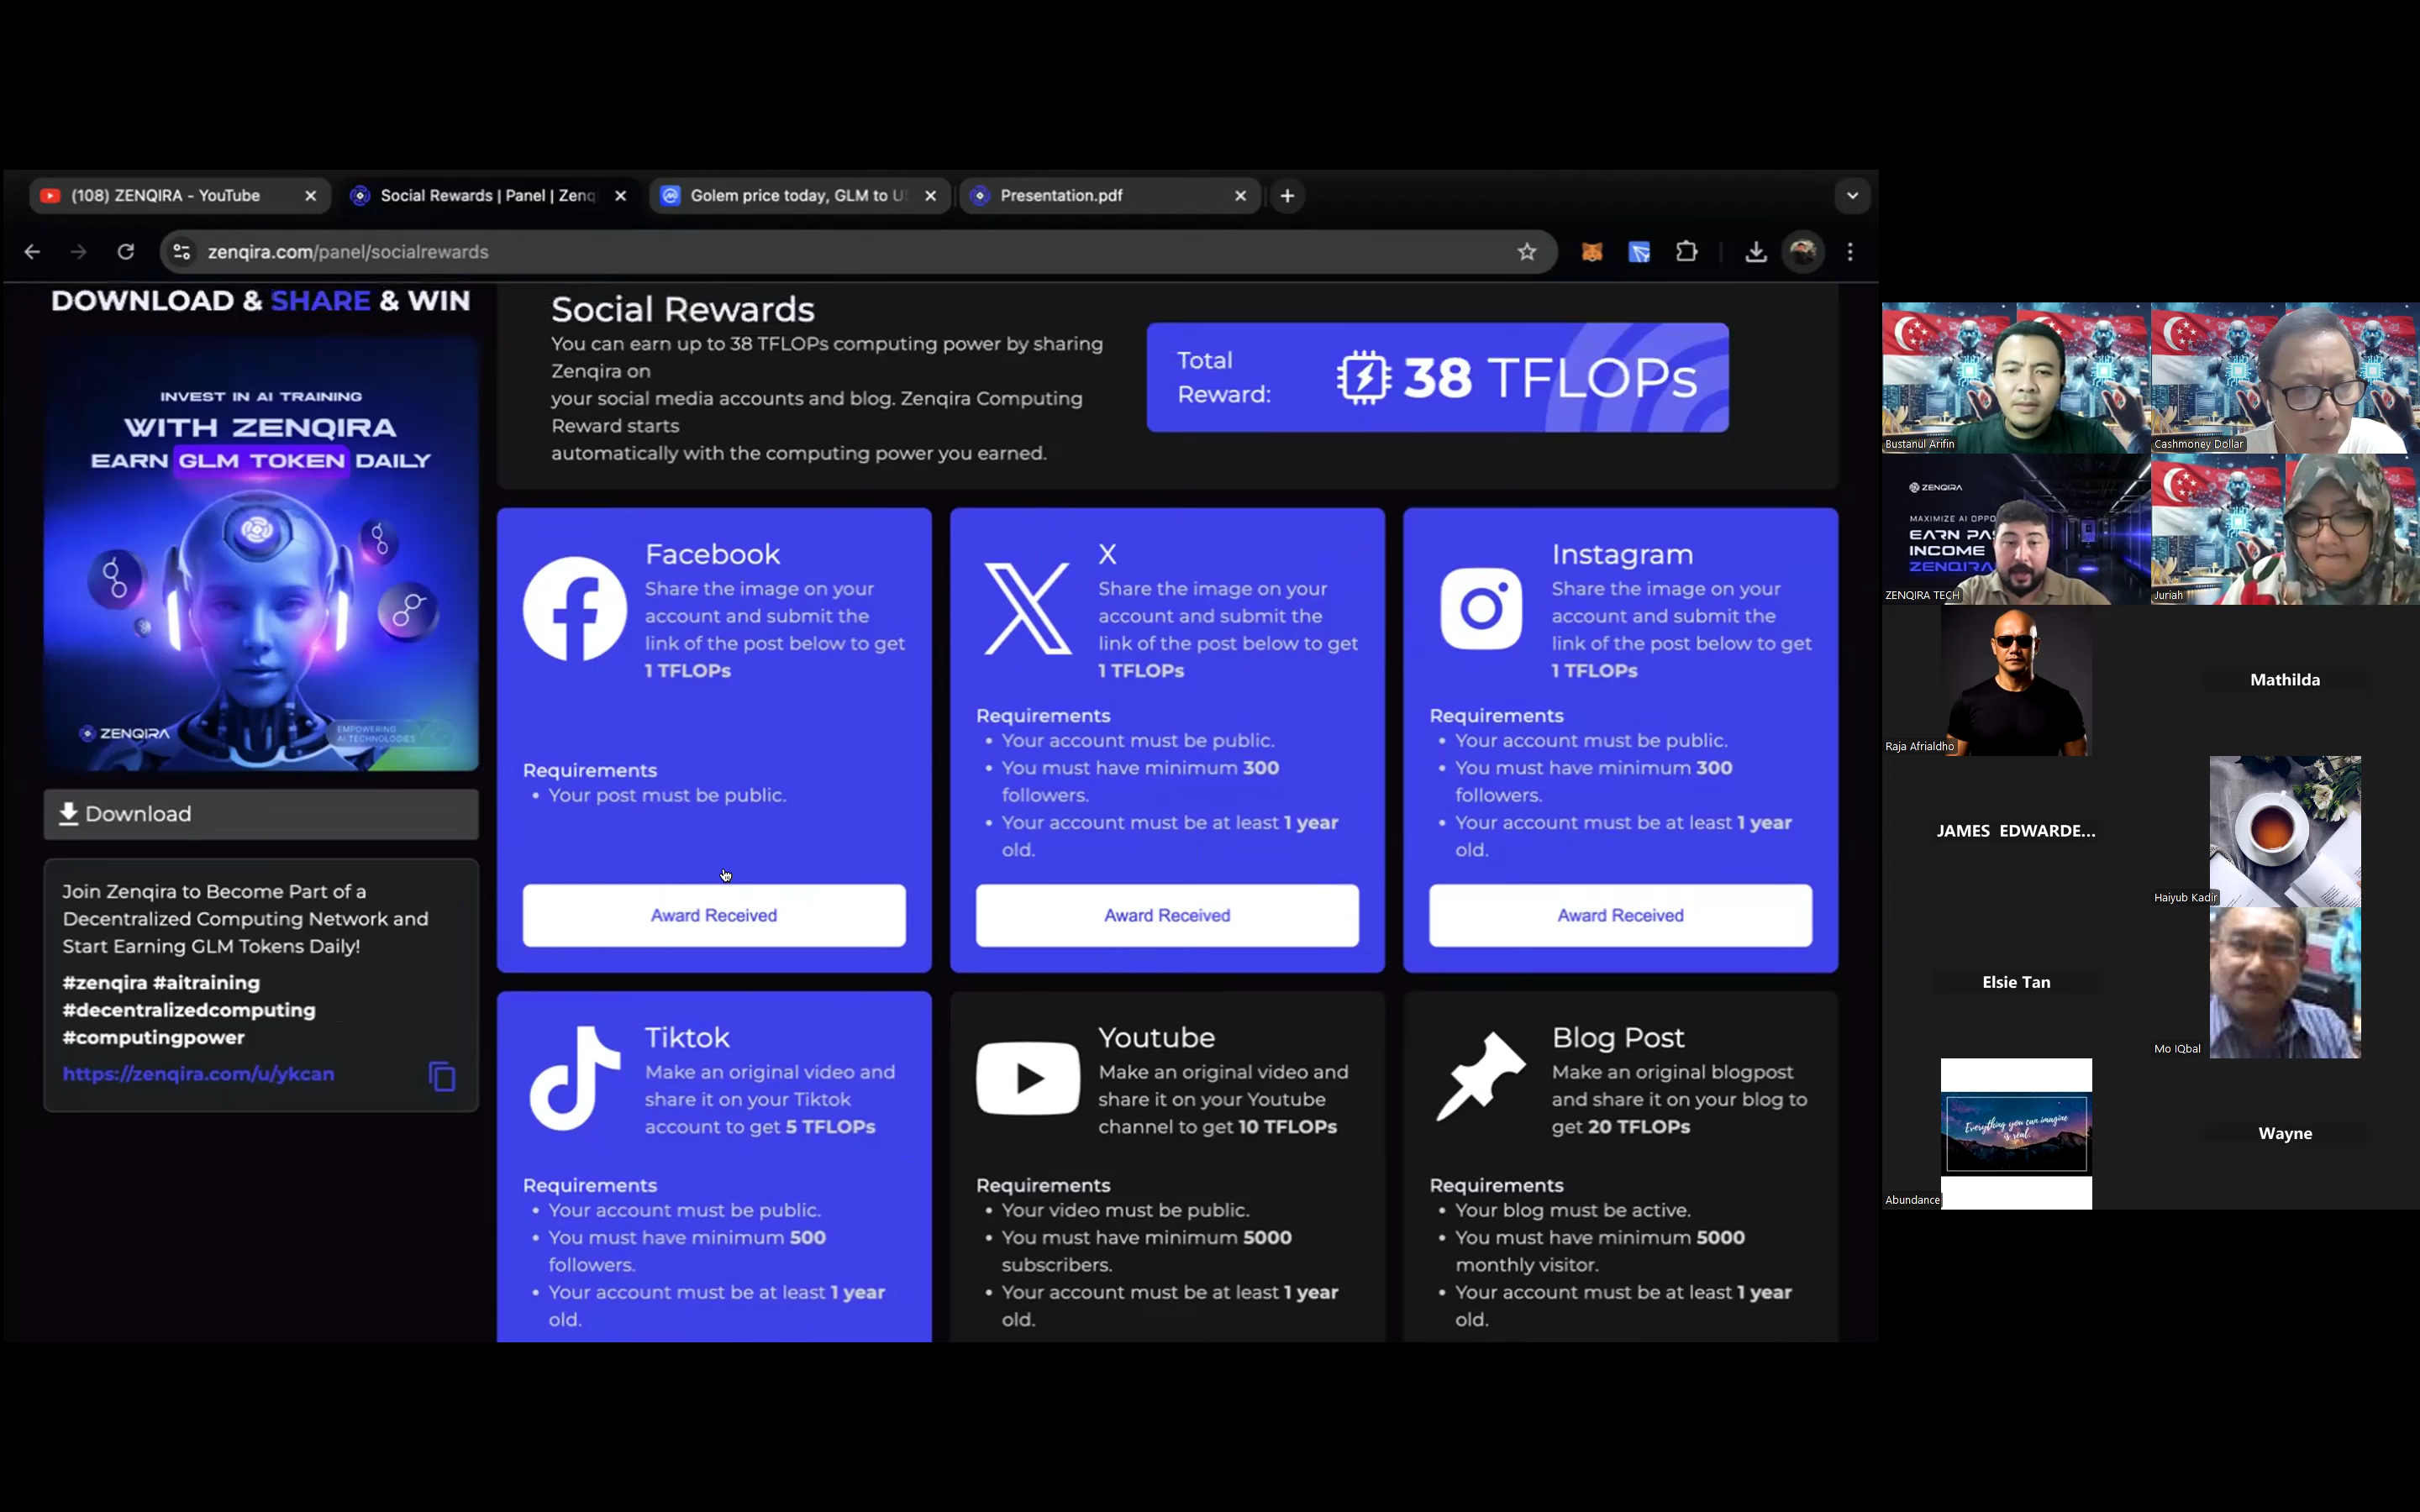 (108) ZENQIRA - YouTube
Social Rewards | Panel | Zenq
Golem price today, GLM to U
Presentation.pdf
zenqira.com/panel/socialrewards
DOWNLOAD & SHARE & WIN
INVEST IN AI TRAINING
WITH ZENQIRA
EARN GLM TOKEN DAILY
ZENQIRA
EMPOWERING
AI TECHNOLOGIES
Download
Join Zenqira to Become Part of a
Decentralized Computing Network and
Start Earning GLM Tokens Daily!
#zenqira #aitraining
#decentralizedcomputing
#computingpower
https://zenqira.com/u/ykcan
Social Rewards
You can earn up to 38 TFLOPs computing power by sharing
Zenqira on
your social media accounts and blog. Zenqira Computing
Reward starts
automatically with the computing power you earned.
Total
Reward:
38 TFLOPs
Facebook
Share the image on your
account and submit the
link of the post below to get
1 TFLOPs
Requirements
• Your post must be public.
Award Received
X
Share the image on your
account and submit the
link of the post below to get
1 TFLOPs
Requirements
• Your account must be public.
• You must have minimum 300
followers.
• Your account must be at least 1 year
old.
Award Received
Instagram
Share the image on your
account and submit the
link of the post below to get
1 TFLOPs
Requirements
• Your account must be public.
• You must have minimum 300
followers.
• Your account must be at least 1 year
old.
Award Received
Tiktok
Make an original video and
share it on your Tiktok
account to get 5 TFLOPs
Requirements
• Your account must be public.
• You must have minimum 500
followers.
• Your account must be at least 1 year
old.
Youtube
Make an original video and
share it on your Youtube
channel to get 10 TFLOPs
Requirements
• Your video must be public.
• You must have minimum 5000
subscribers.
• Your account must be at least 1 year
old.
Blog Post
Make an original blogpost
and share it on your blog to
get 20 TFLOPs
Requirements
• Your blog must be active.
• You must have minimum 5000
monthly visitor.
• Your account must be at least 1 year
old.
Bustanul Arifin
Cashmoney Dollar
ZENQIRA
MAXIMIZE AI OPPO
EARN PA
INCOME
ZENQIRA
ZENQIRA TECH
Juriah
Raja Afrialdho
Mathilda
JAMES EDWARDE...
Haiyub Kadir
Elsie Tan
Mo IQbal
Everything you can imagine
is real.
Abundance
Wayne